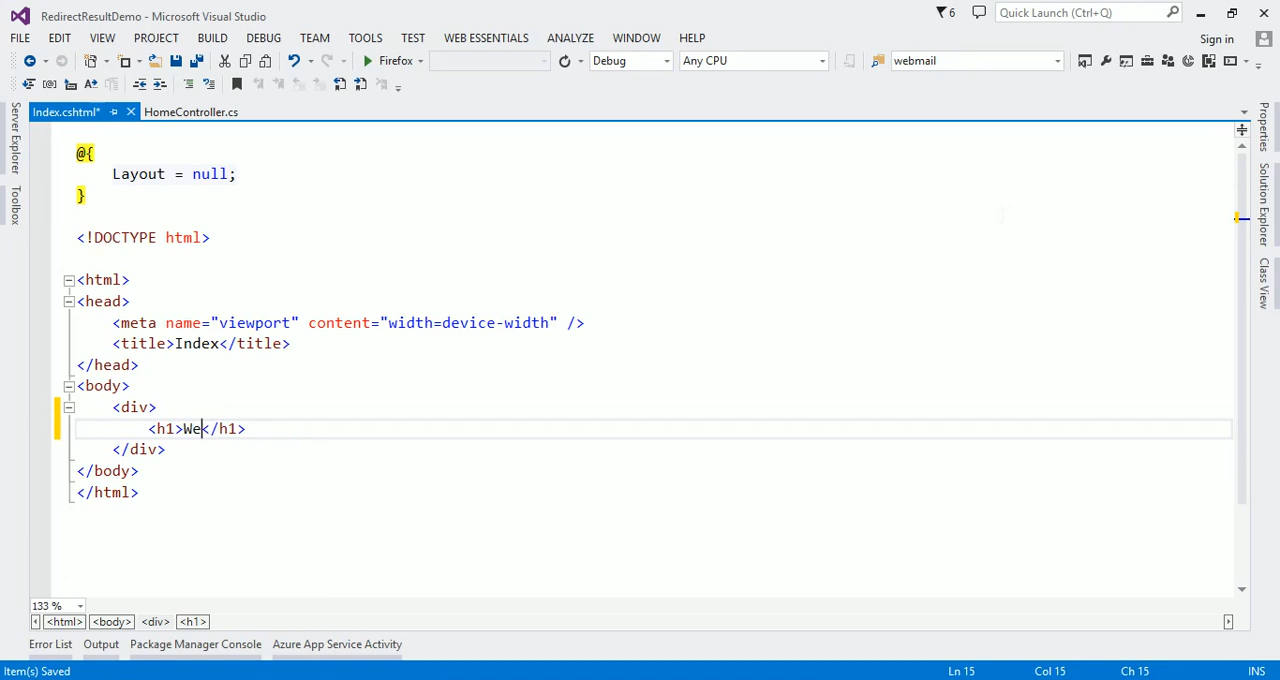 RedirectResultDemo - Microsoft Visual Studio
6
Quick Launch (Ctrl+Q)
FILE EDIT VIEW PROJECT BUILD DEBUG TEAM TOOLS TEST WEB ESSENTIALS ANALYZE WINDOW HELP
Sign in
Firefox
Debug
Any CPU
webmail
Index.cshtml*
HomeController.cs
Server Explorer
Toolbox
Properties
Solution Explorer
Class View
@{
Layout = null;
}
<!DOCTYPE html>
<html>
<head>
<meta name="viewport" content="width=device-width" />
<title>Index</title>
</head>
<body>
<div>
<h1>We</h1>
</div>
</body>
</html>
133 %
<html> <body> <div> <h1>
Error List Output Package Manager Console Azure App Service Activity
Item(s) Saved Ln 15 Col 15 Ch 15 INS